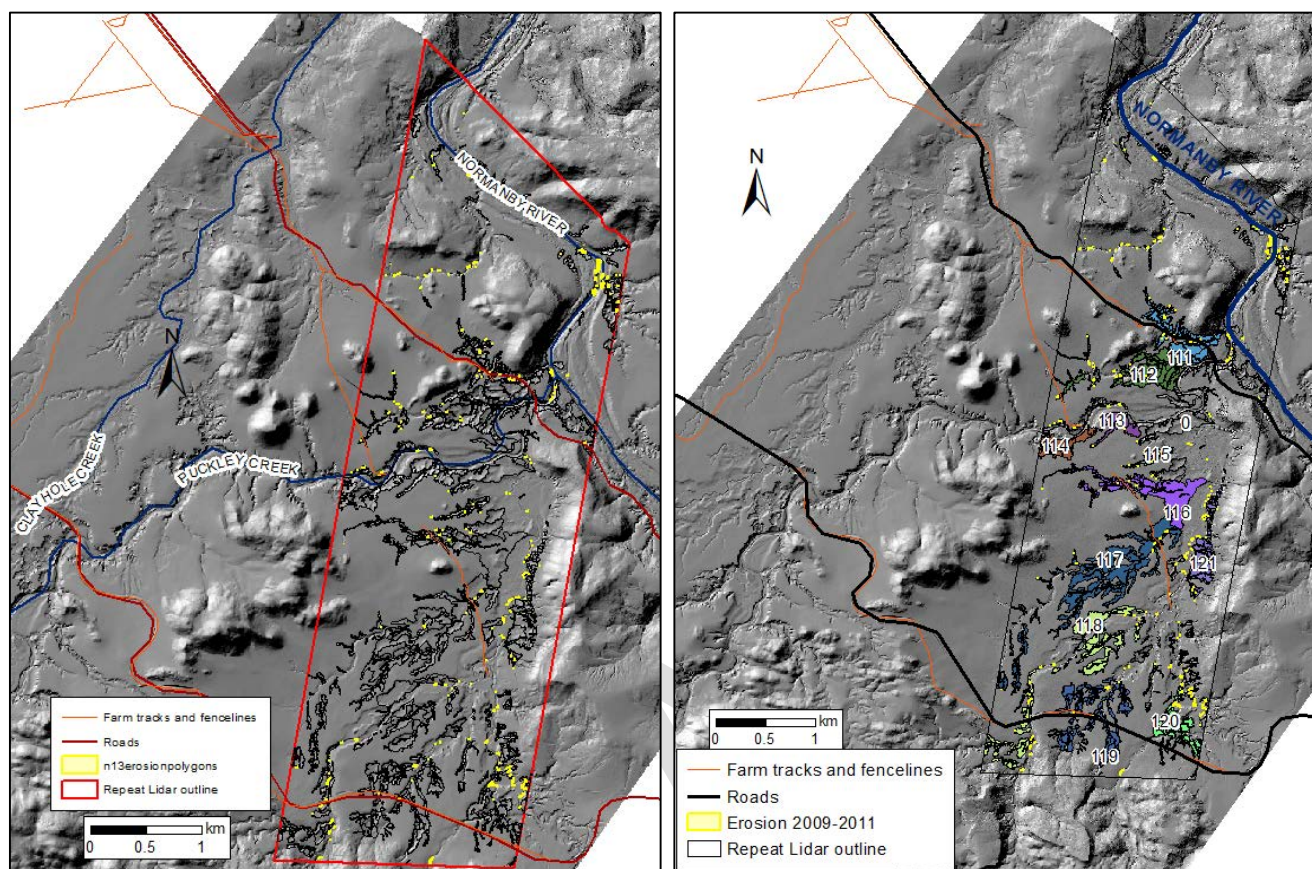 NORMANBY RIVER
N
CLAY HOLE CREEK
PUCKLEY CREEK
Farm tracks and fencelines
Roads
n13erosionpolygons
Repeat Lidar outline
0 0.5 1 km
NORMANBY RIVER
N
111
112
113
0
114
115
116
117
121
118
120
119
0 0.5 1 km
Farm tracks and fencelines
Roads
Erosion 2009-2011
Repeat Lidar outline